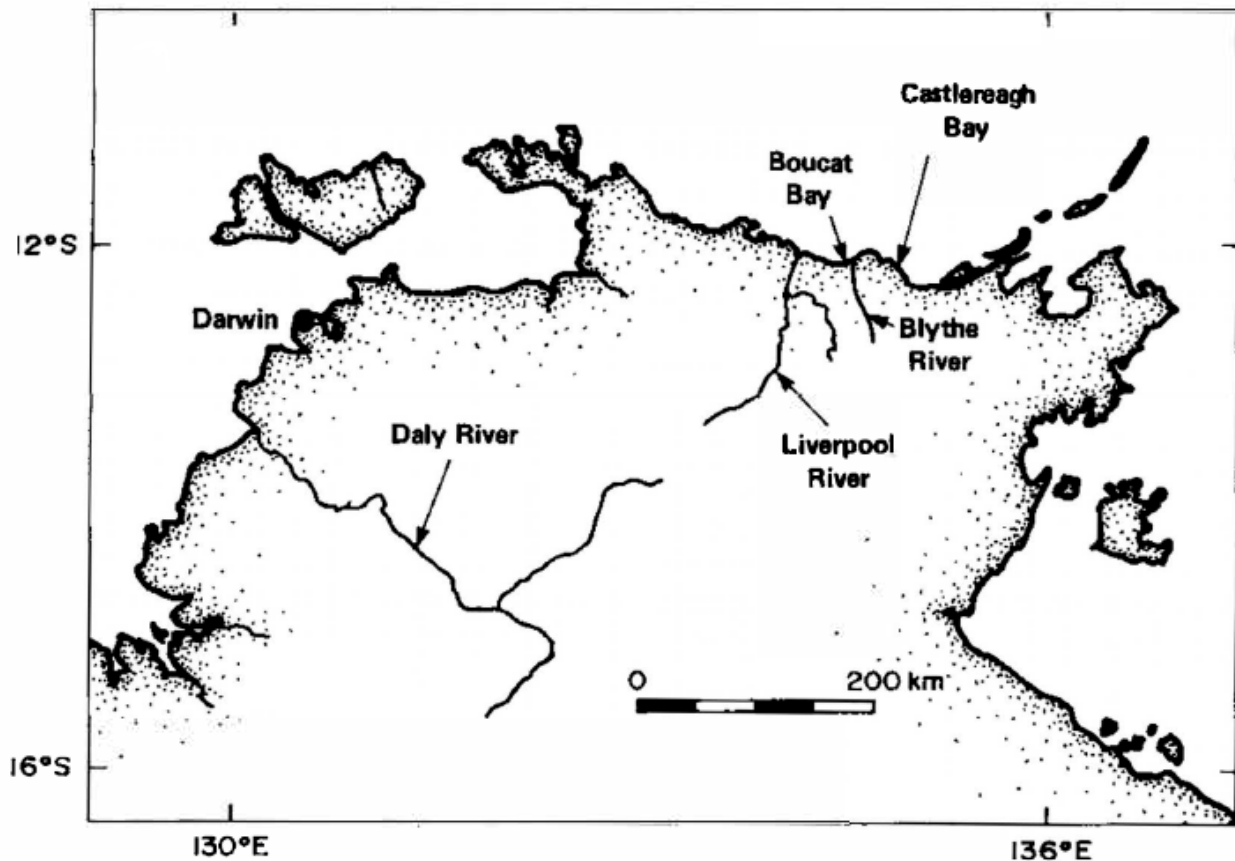 Castlereagh
Bay
Boucat
Bay
12°S
Darwin
Blythe
River
Daly River
Liverpool
River
0 200 km
16°S
130°E 136°E